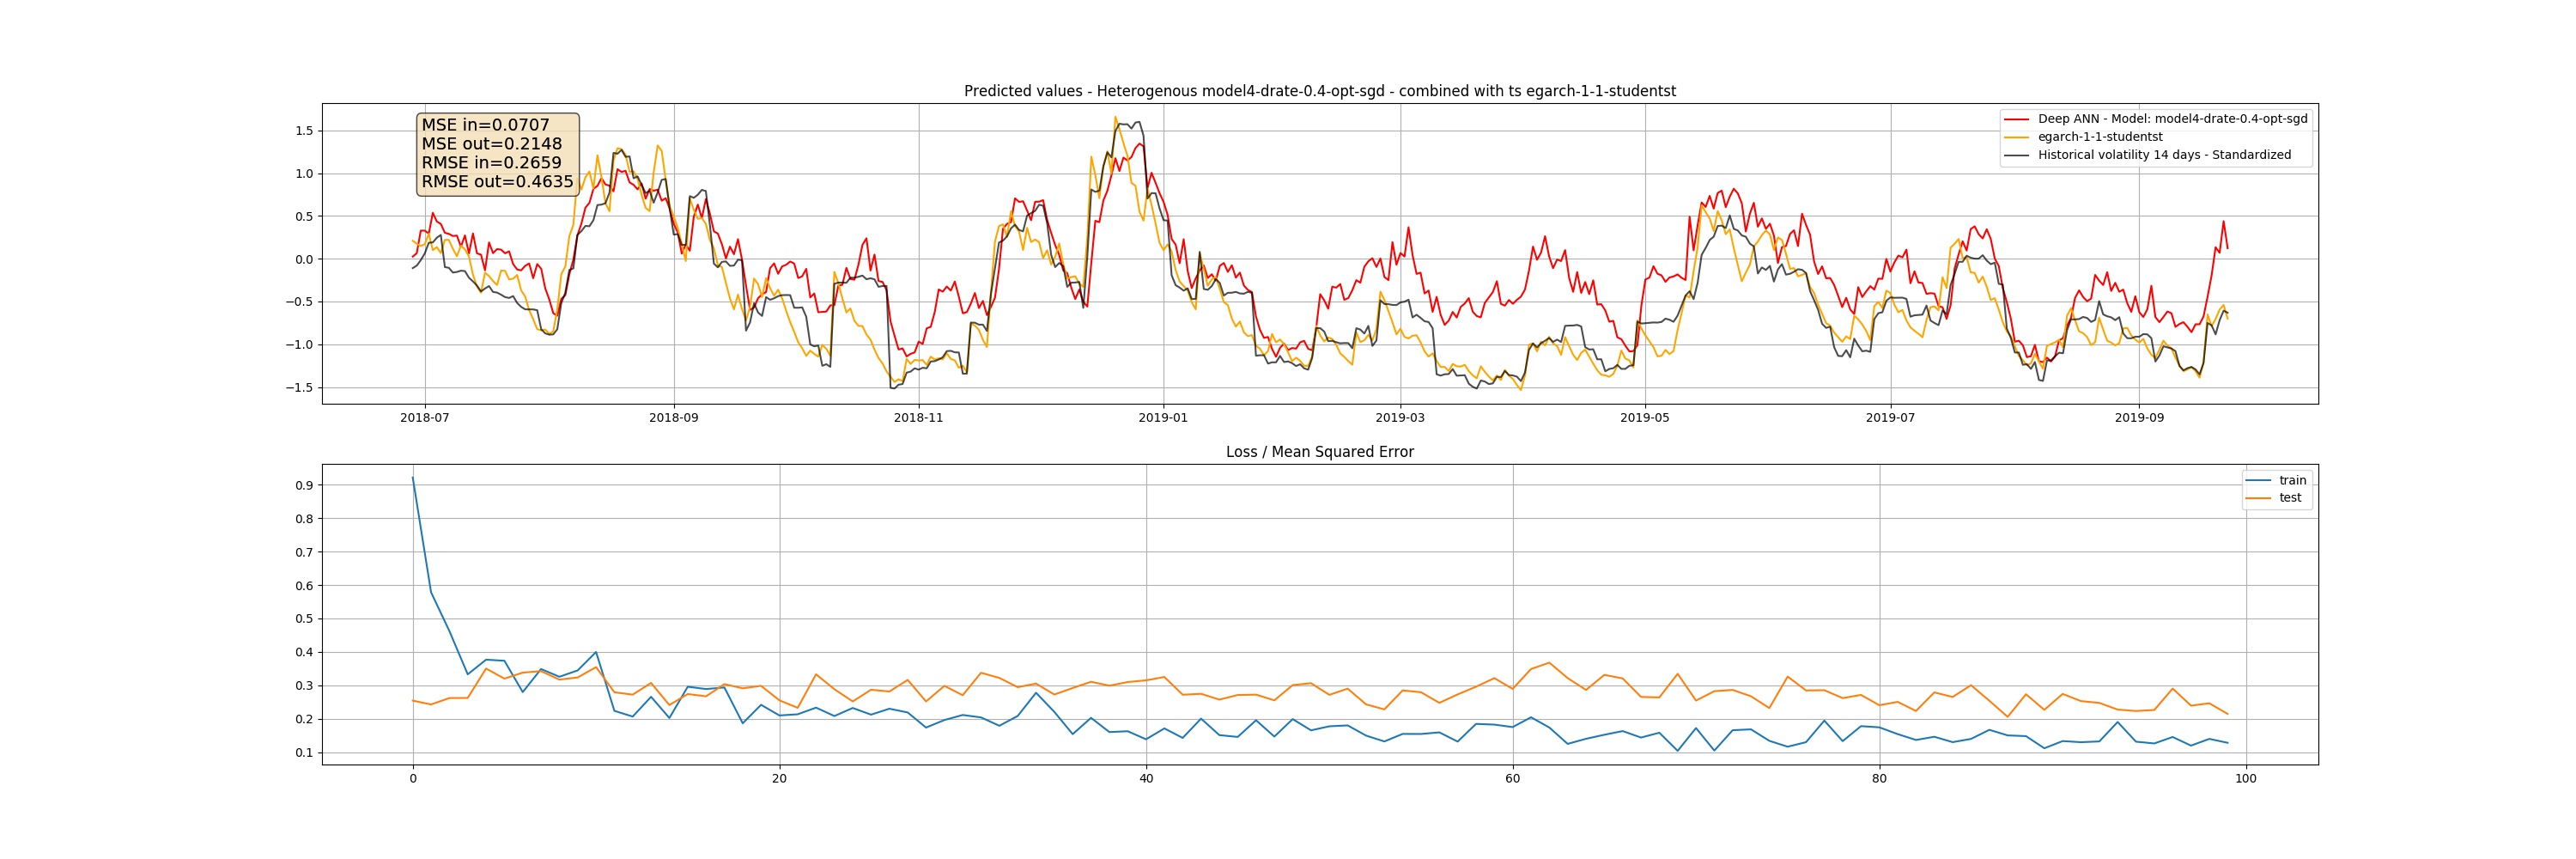 Predicted values - Heterogenous model4-drate-0.4-opt-sgd - combined with ts egarch-1-1-studentst
MSE in=0.0707
MSE out=0.2148
RMSE in=0.2659
RMSE out=0.4635
Deep ANN - Model: model4-drate-0.4-opt-sgd
egarch-1-1-studentst
Historical volatility 14 days - Standardized
1.5
1.0
0.5
0.0
−0.5
−1.0
−1.5
2018-07 2018-09 2018-11 2019-01 2019-03 2019-05 2019-07 2019-09
Loss / Mean Squared Error
train
test
0.9
0.8
0.7
0.6
0.5
0.4
0.3
0.2
0.1
0 20 40 60 80 100